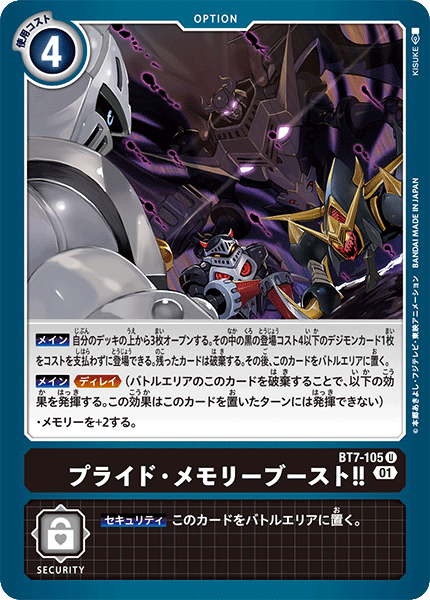 OPTION
使用コスト
4
KISUKE
BANDAI MADE IN JAPAN
© 本郷あきよし・フジテレビ・東映アニメーション
メイン 自分のデッキの上から3枚オープンする。その中の黒の登場コスト4以下のデジモンカード1枚
をコストを支払わずに登場できる。残ったカードは破棄する。その後、このカードをバトルエリアに置く。
メイン ディレイ (バトルエリアのこのカードを破棄することで、以下の効
果を発揮する。この効果はこのカードを置いたターンには発揮できない)
・メモリーを+2する。
BT7-105 U
プライド・メモリーブースト!! 01
セキュリティ このカードをバトルエリアに置く。
SECURITY